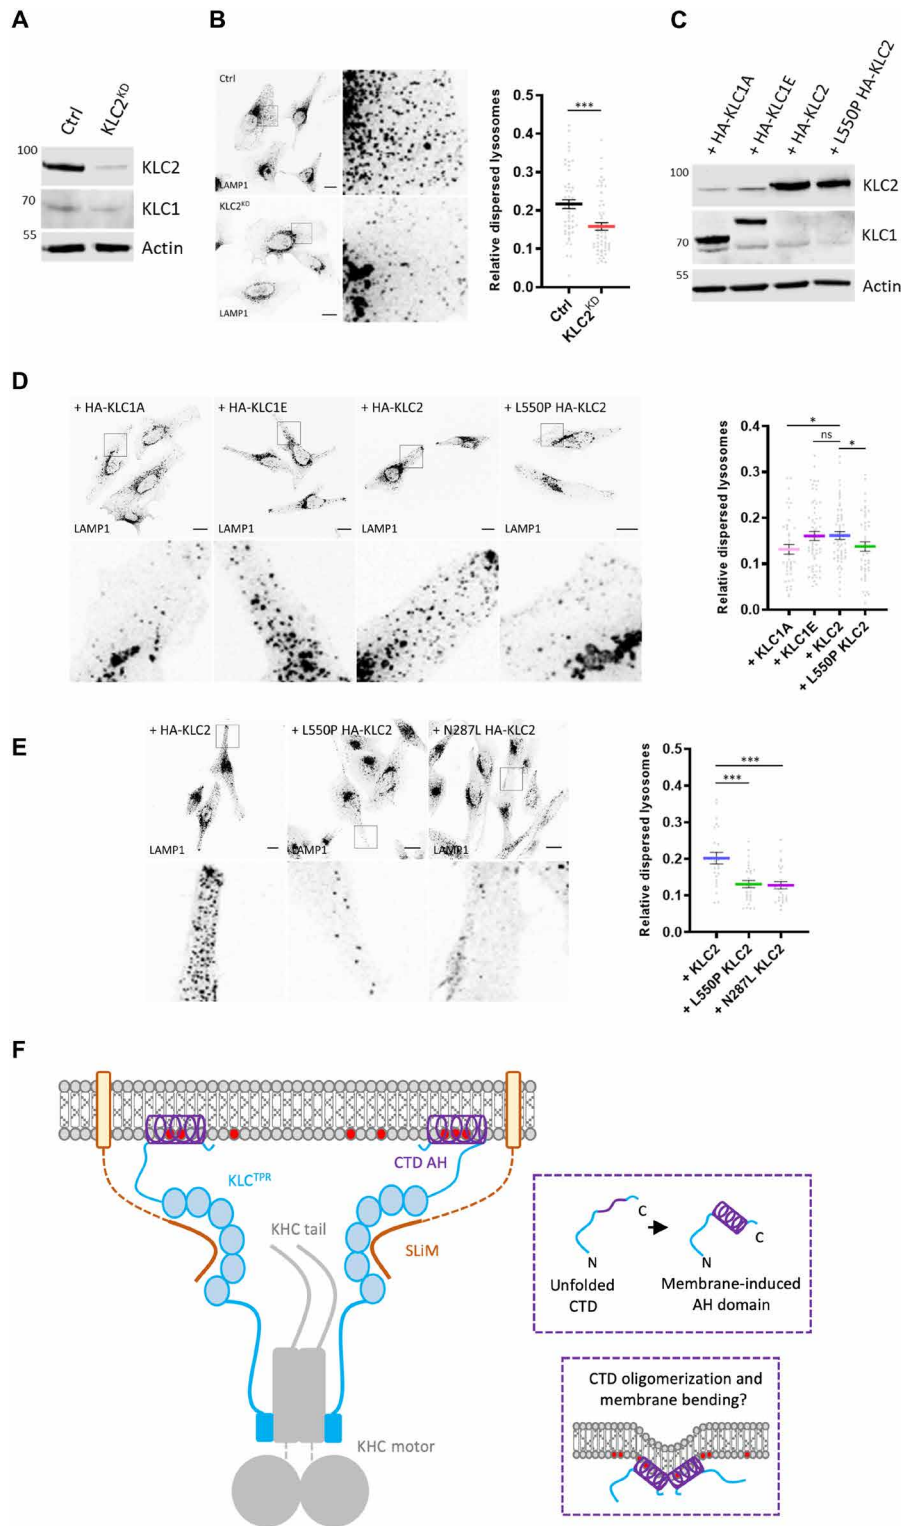 A
Ctrl
KLC2KD
100
KLC2
70
KLC1
55
Actin
B
Ctrl
LAMP1
KLC2KD
LAMP1
Relative dispersed lysosomes
0.5
0.4
0.3
0.2
0.1
0.0
***
Ctrl
KLC2KD
C
+ HA-KLC1A
+ HA-KLC1E
+ HA-KLC2
+ L550P HA-KLC2
100
KLC2
70
KLC1
55
Actin
D
+ HA-KLC1A
+ HA-KLC1E
+ HA-KLC2
+ L550P HA-KLC2
LAMP1
LAMP1
LAMP1
LAMP1
Relative dispersed lysosomes
0.4
0.3
0.2
0.1
0.0
*
ns
*
+ KLC1A
+ KLC1E
+ KLC2
+ L550P KLC2
E
+ HA-KLC2
+ L550P HA-KLC2
+ N287L HA-KLC2
LAMP1
LAMP1
LAMP1
Relative dispersed lysosomes
0.5
0.4
0.3
0.2
0.1
0.0
***
***
+ KLC2
+ L550P KLC2
+ N287L KLC2
F
CTD AH
KLCTPR
KHC tail
SLiM
KHC motor
C
N
Unfolded
CTD
C
N
Membrane-induced
AH domain
CTD oligomerization and
membrane bending?